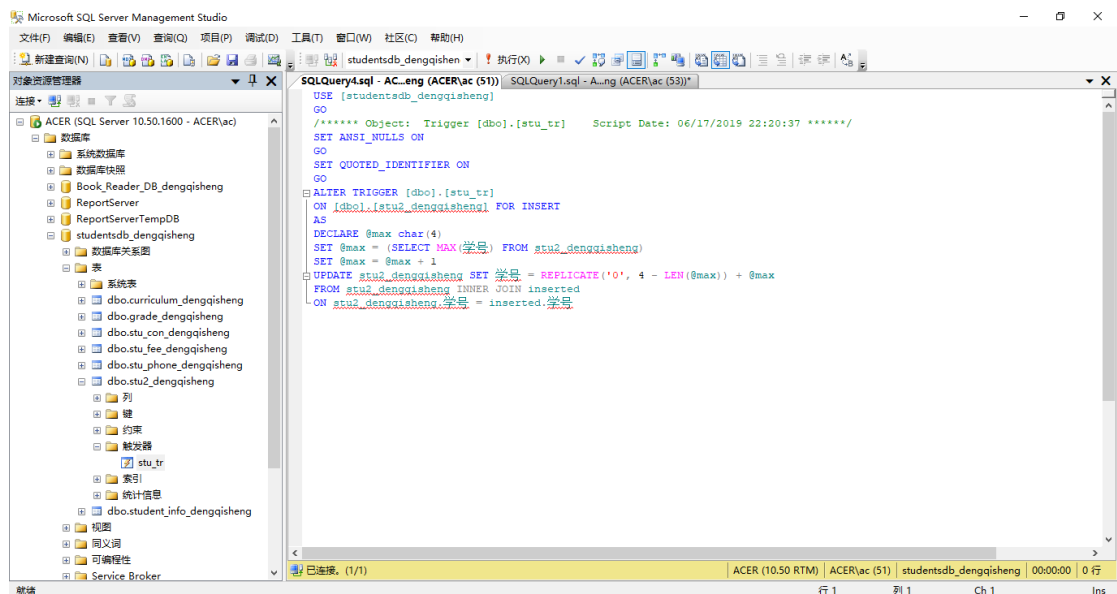 Microsoft SQL Server Management Studio
文件(F) 编辑(E) 查看(V) 查询(Q) 项目(P) 调试(D) 工具(T) 窗口(W) 社区(C) 帮助(H)
新建查询(N) studentsdb_dengqishen 执行(X)
对象资源管理器
连接
ACER (SQL Server 10.50.1600 - ACER\ac)
数据库
系统数据库
数据库快照
Book_Reader_DB_dengqisheng
ReportServer
ReportServerTempDB
studentsdb_dengqisheng
数据库关系图
表
系统表
dbo.curriculum_dengqisheng
dbo.grade_dengqisheng
dbo.stu_con_dengqisheng
dbo.stu_fee_dengqisheng
dbo.stu_phone_dengqisheng
dbo.stu2_dengqisheng
列
键
约束
触发器
stu_tr
索引
统计信息
dbo.student_info_dengqisheng
视图
同义词
可编程性
Service Broker
SQLQuery4.sql - AC...eng (ACER\ac (51)) SQLQuery1.sql - A...ng (ACER\ac (53))*
USE [studentsdb_dengqisheng]
GO
/****** Object: Trigger [dbo].[stu_tr] Script Date: 06/17/2019 22:20:37 ******/
SET ANSI_NULLS ON
GO
SET QUOTED_IDENTIFIER ON
GO
ALTER TRIGGER [dbo].[stu_tr]
ON [dbo].[stu2_dengqisheng] FOR INSERT
AS
DECLARE @max char(4)
SET @max = (SELECT MAX(学号) FROM stu2_dengqisheng)
SET @max = @max + 1
UPDATE stu2_dengqisheng SET 学号 = REPLICATE('0', 4 - LEN(@max)) + @max
FROM stu2_dengqisheng INNER JOIN inserted
ON stu2_dengqisheng.学号 = inserted.学号
已连接。(1/1) ACER (10.50 RTM) ACER\ac (51) studentsdb_dengqisheng 00:00:00 0 行
就绪 行 1 列 1 Ch 1 Ins